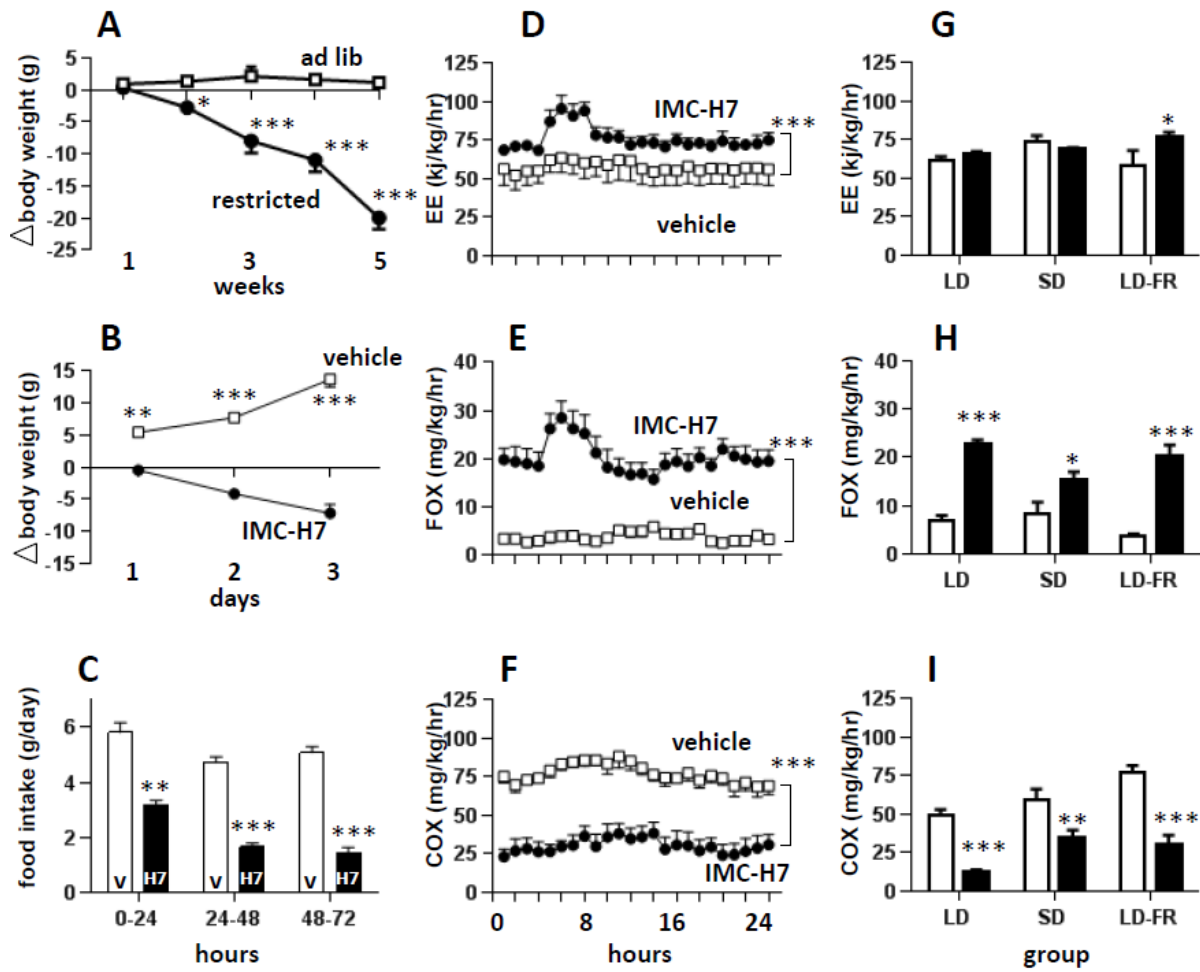 A
△body weight (g)
5
0
-5
-10
-15
-20
-25
ad lib
*
***
***
***
restricted
1 3 5
weeks
B
△body weight (g)
15
10
5
0
-5
-10
-15
vehicle
**
***
***
IMC-H7
1 2 3
days
C
food intake (g/day)
6
4
2
0
**
***
***
V H7 V H7 V H7
0-24 24-48 48-72
hours
D
EE (kj/kg/hr)
125
100
75
50
25
0
IMC-H7
***
vehicle
E
FOX (mg/kg/hr)
40
30
20
10
0
IMC-H7
***
vehicle
F
COX (mg/kg/hr)
125
100
75
50
25
0
vehicle
***
IMC-H7
0 8 16 24
hours
G
EE (kj/kg/hr)
125
100
75
50
25
0
*
LD SD LD-FR
H
FOX (mg/kg/hr)
40
30
20
10
0
***
*
***
LD SD LD-FR
I
COX (mg/kg/hr)
125
100
75
50
25
0
***
**
***
LD SD LD-FR
group